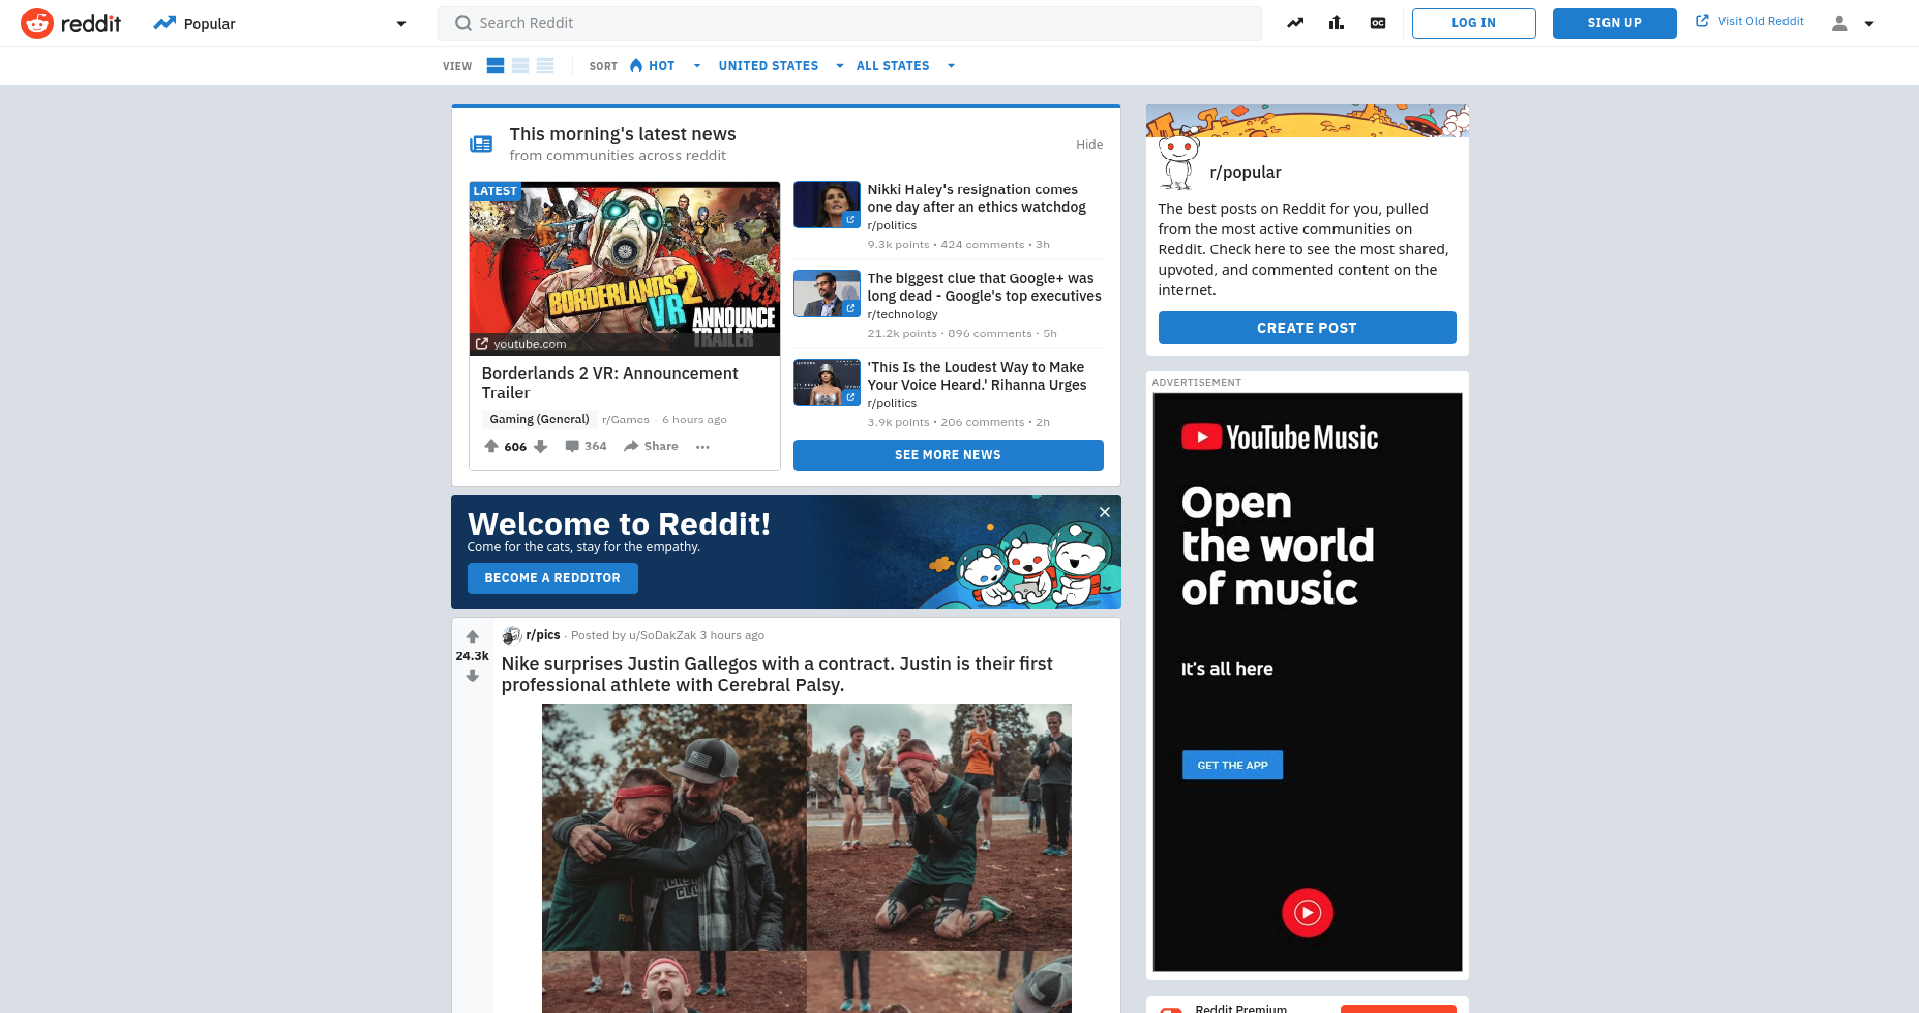 reddit
Popular
Search Reddit
LOG IN
SIGN UP
Visit Old Reddit
VIEW
SORT
HOT
UNITED STATES
ALL STATES
This morning's latest news
from communities across reddit
Hide
LATEST
BORDERLANDS 2
VR
ANNOUNCE
TRAILER
youtube.com
Borderlands 2 VR: Announcement
Trailer
Gaming (General) r/Games · 6 hours ago
606
364
Share
Nikki Haley's resignation comes
one day after an ethics watchdog
r/politics
9.3k points • 424 comments • 3h
The biggest clue that Google+ was
long dead - Google's top executives
r/technology
21.2k points • 896 comments • 5h
'This Is the Loudest Way to Make
Your Voice Heard.' Rihanna Urges
r/politics
3.9k points • 206 comments • 2h
SEE MORE NEWS
Welcome to Reddit!
Come for the cats, stay for the empathy.
BECOME A REDDITOR
24.3k
r/pics · Posted by u/SoDakZak 3 hours ago
Nike surprises Justin Gallegos with a contract. Justin is their first
professional athlete with Cerebral Palsy.
r/popular
The best posts on Reddit for you, pulled
from the most active communities on
Reddit. Check here to see the most shared,
upvoted, and commented content on the
internet.
CREATE POST
ADVERTISEMENT
YouTube Music
Open
the world
of music
It's all here
GET THE APP
Reddit Premium